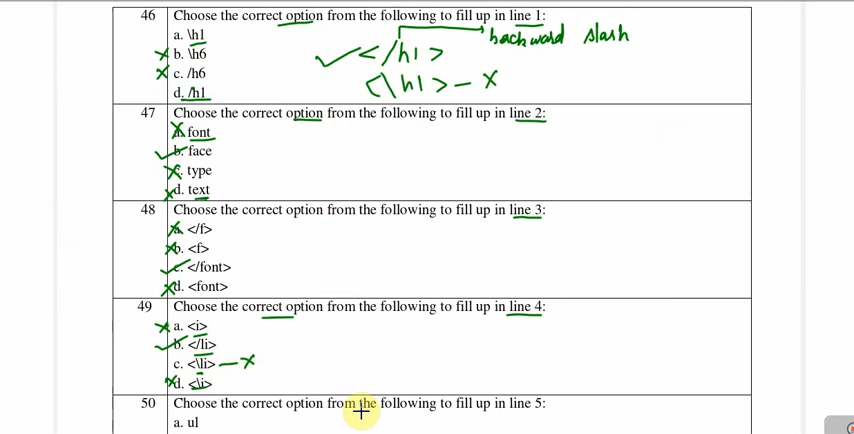 46 Choose the correct option from the following to fill up in line 1:
a. \h1
b. \h6
c. /h6
d. /h1
backward slash
</h1>
<\h1> - x
47 Choose the correct option from the following to fill up in line 2:
a. font
b. face
c. type
d. text
48 Choose the correct option from the following to fill up in line 3:
a. </f>
b. <f>
c. </font>
d. <font>
49 Choose the correct option from the following to fill up in line 4:
a. <i>
b. </li>
c. <\li> - x
d. <\i>
50 Choose the correct option from the following to fill up in line 5:
a. ul